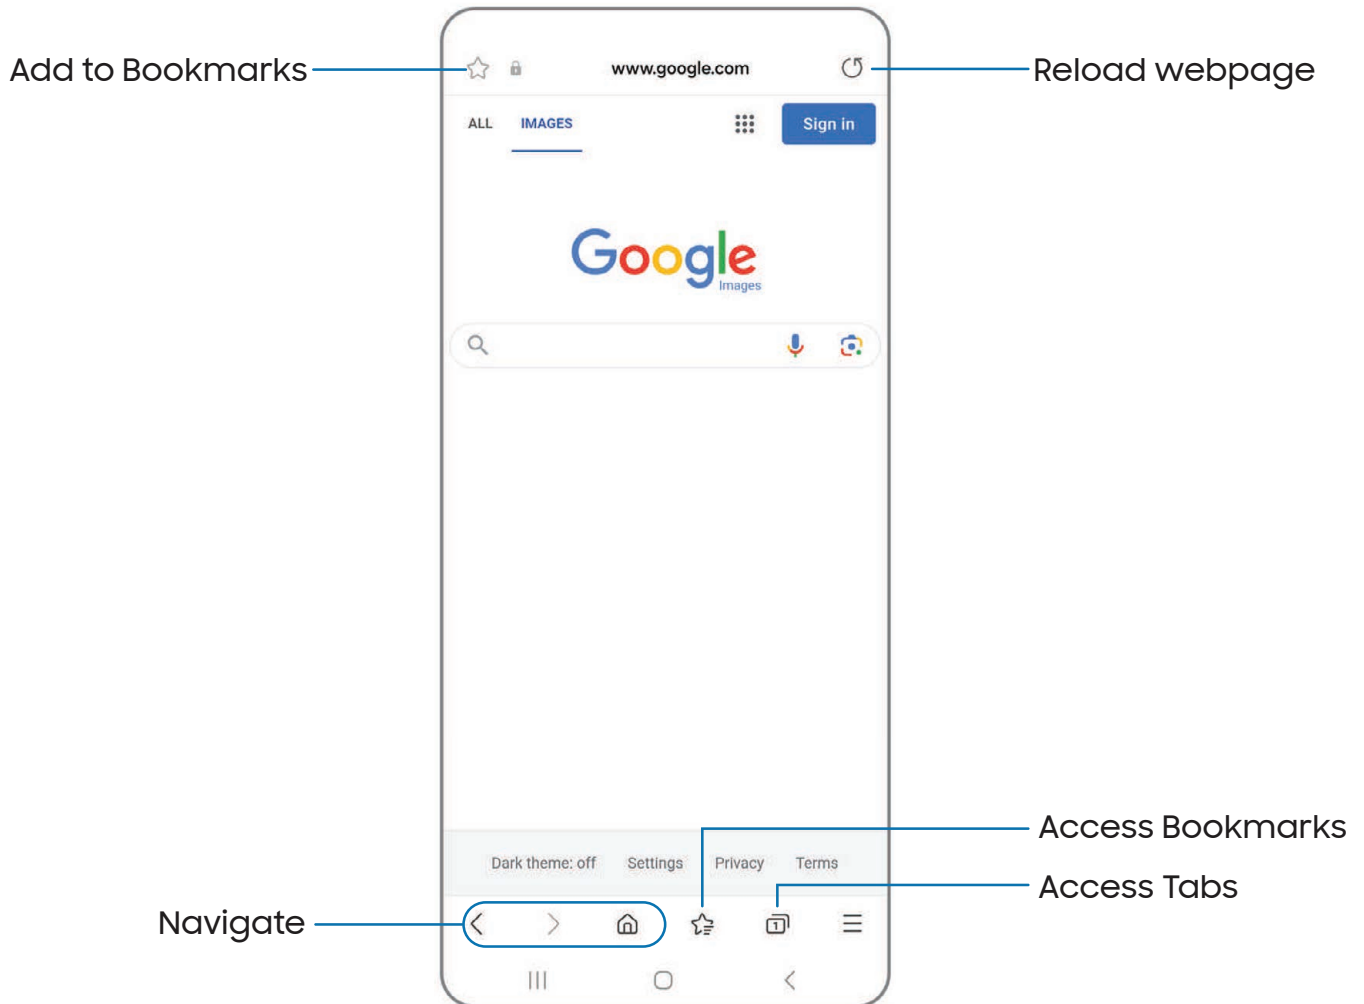 Add to Bookmarks
www.google.com
Reload webpage
ALL IMAGES
Sign in
Google
Images
Access Bookmarks
Dark theme: off Settings Privacy Terms
Access Tabs
Navigate
1